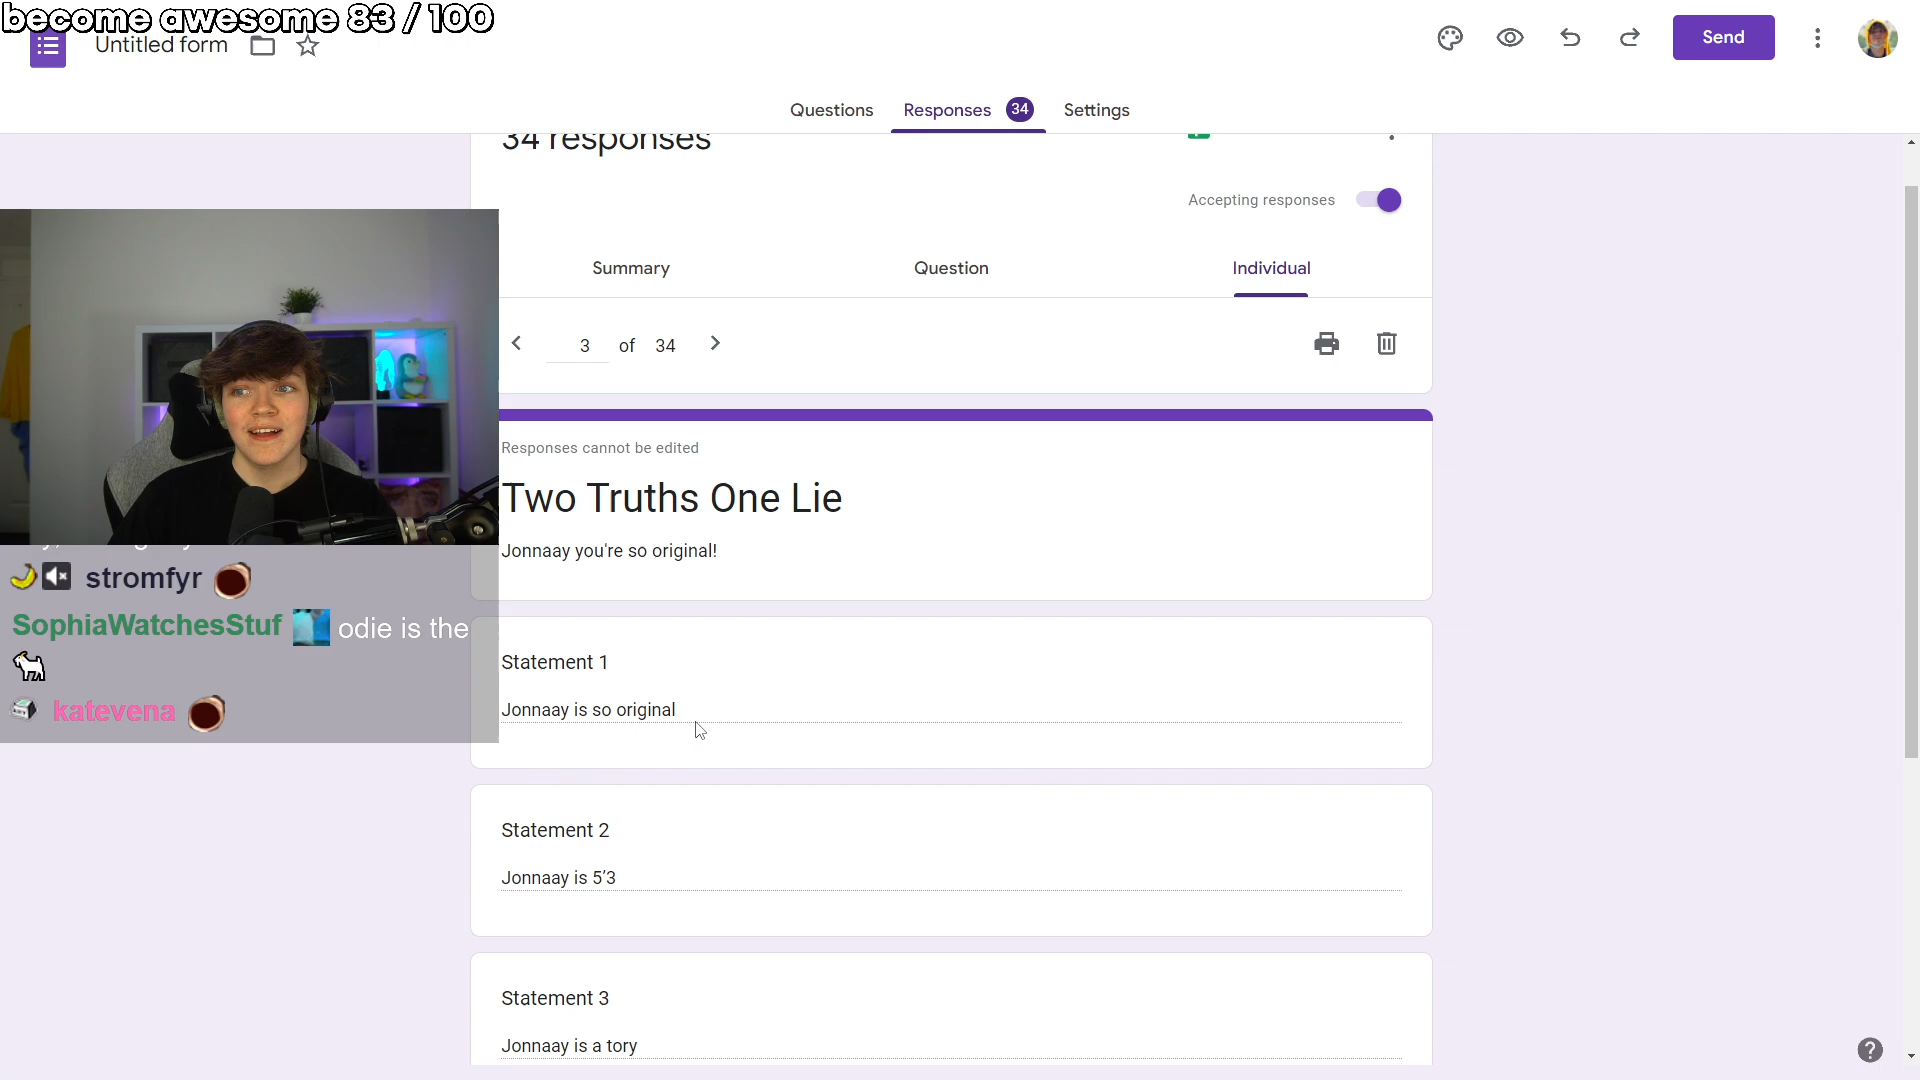 become awesome 83 / 100
Untitled form
Send
Questions
Responses 34
Settings
34 responses
Accepting responses
Summary
Question
Individual
3 of 34
Responses cannot be edited
Two Truths One Lie
Jonnaay you're so original!
stromfyr
SophiaWatchesStuf odie is the
katevena
Statement 1
Jonnaay is so original
Statement 2
Jonnaay is 5’3
Statement 3
Jonnaay is a tory